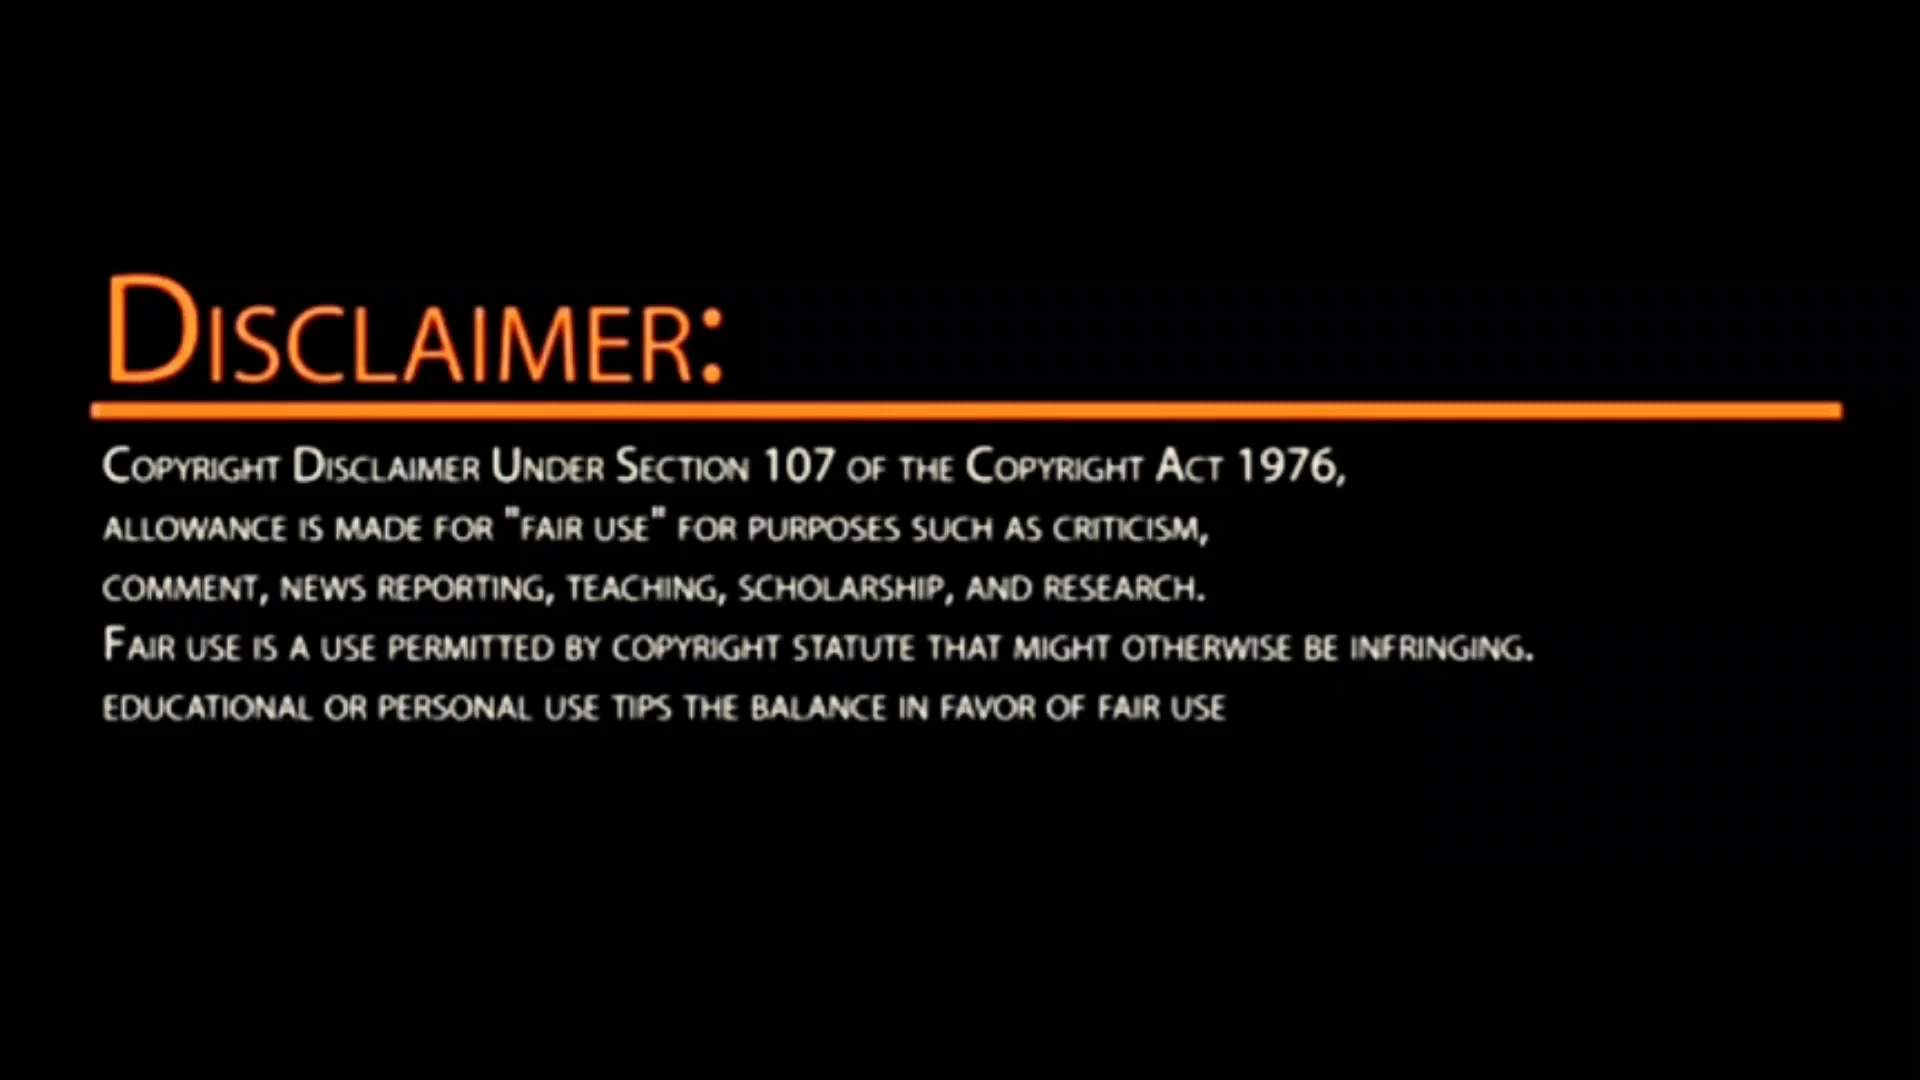 Disclaimer:
Copyright Disclaimer Under Section 107 of the Copyright Act 1976,
allowance is made for "fair use" for purposes such as criticism,
comment, news reporting, teaching, scholarship, and research.
Fair use is a use permitted by copyright statute that might otherwise be infringing.
educational or personal use tips the balance in favor of fair use